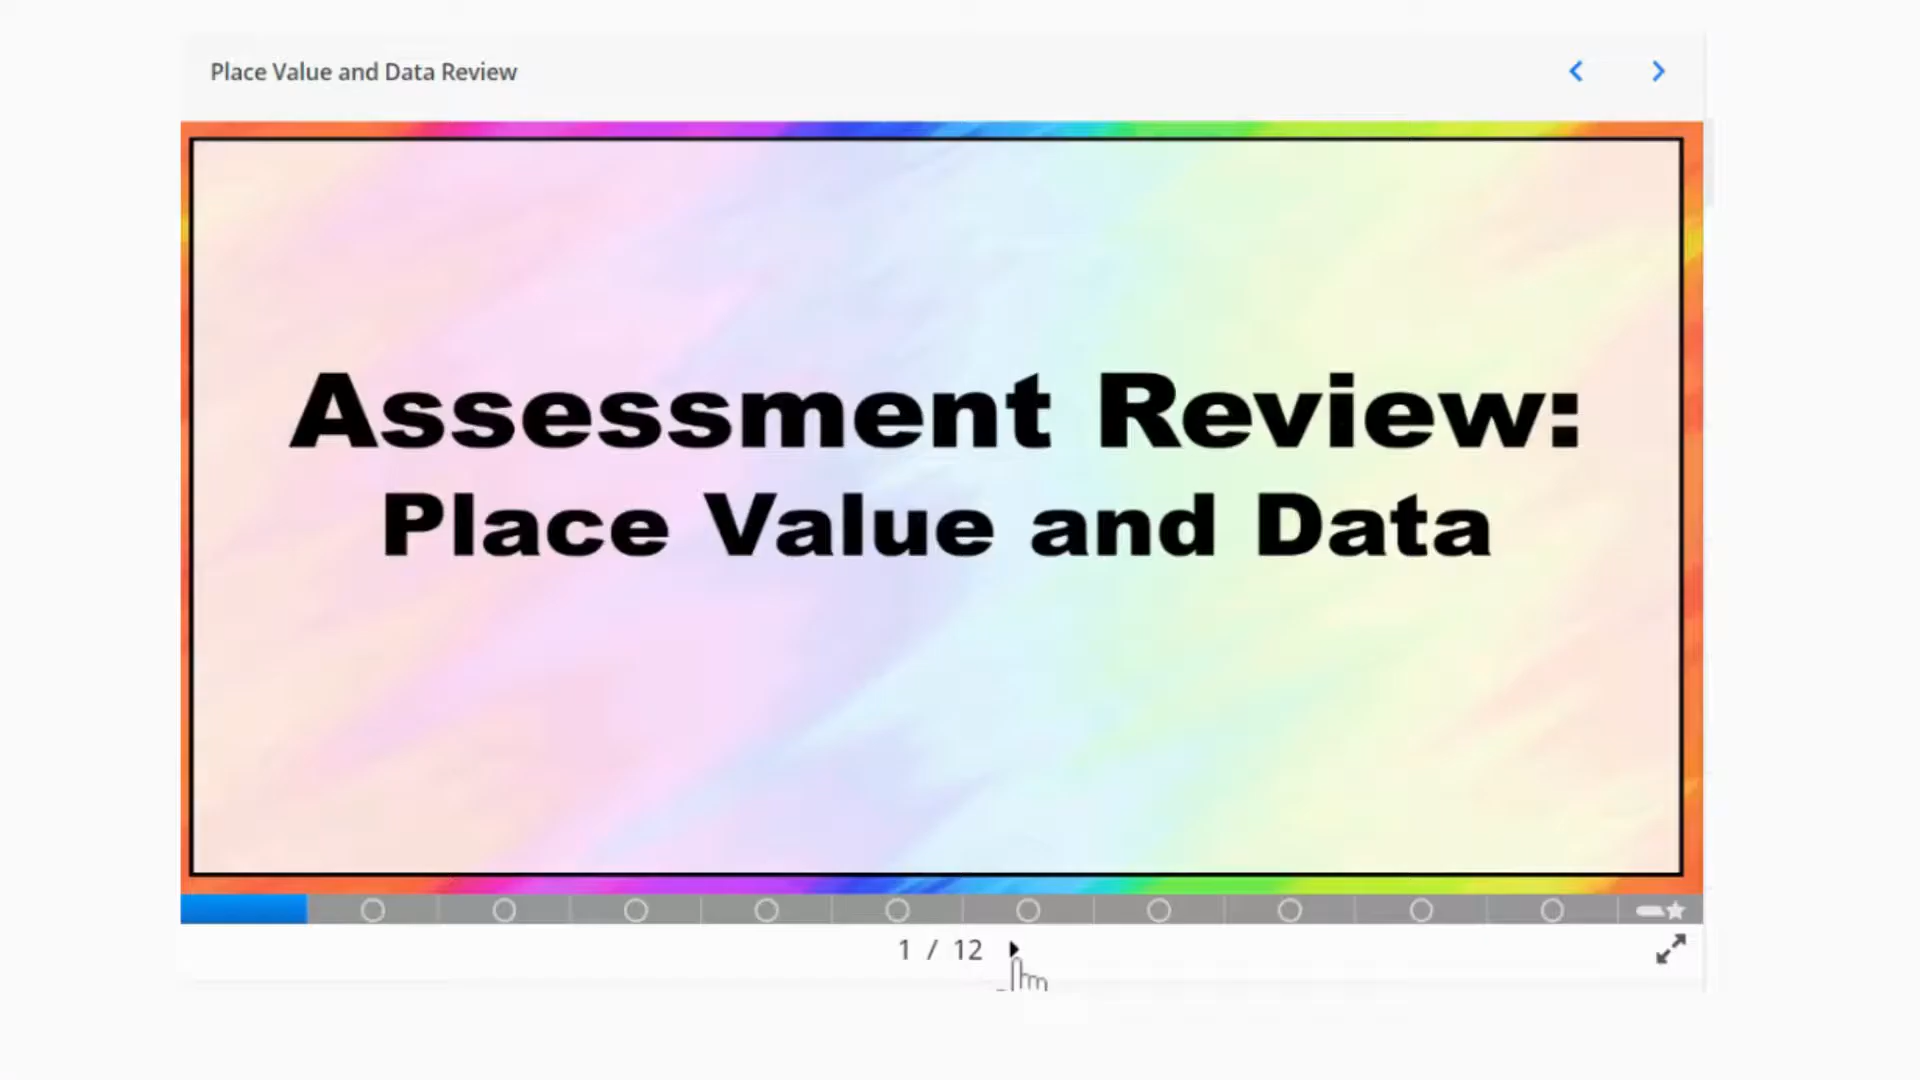 Place Value and Data Review
Assessment Review:
Place Value and Data
1 / 12